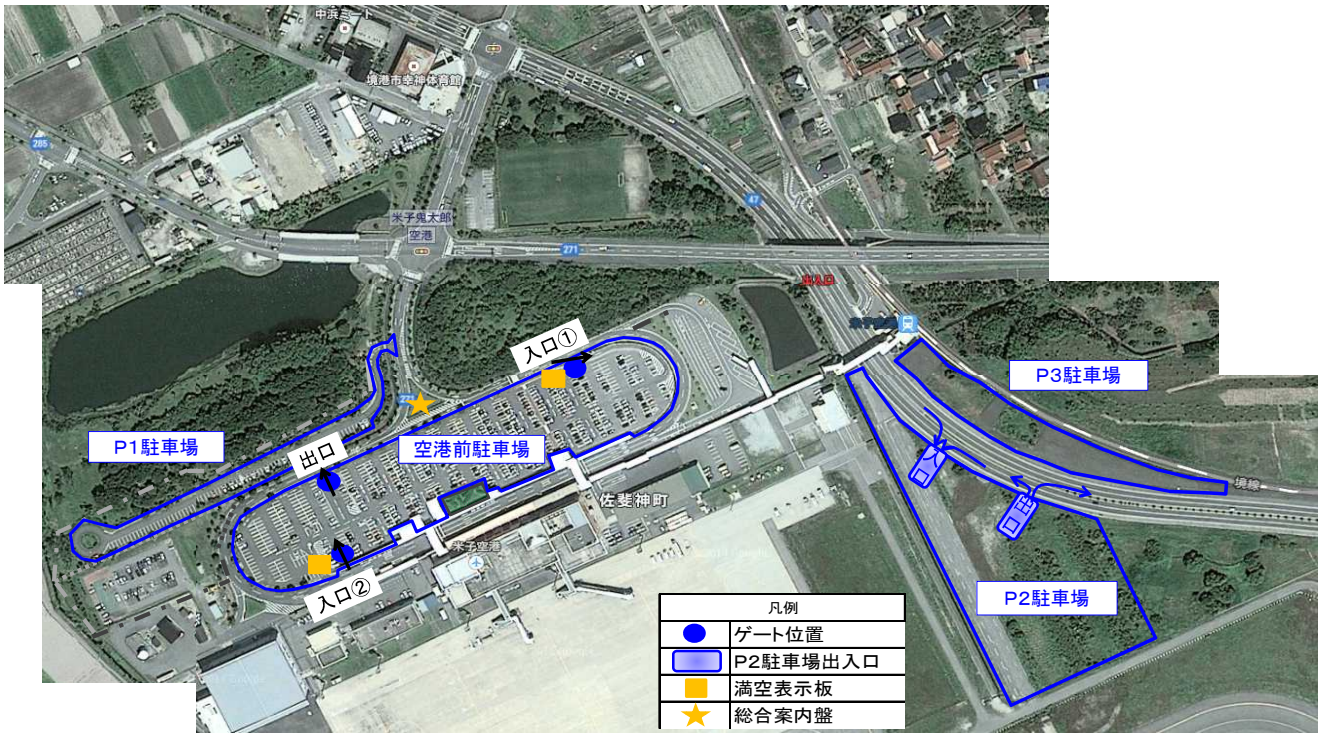 中浜ミート
境港市幸神体育館
285
米子鬼太郎
空港
47
271
出入口
入口①
P3駐車場
P1駐車場
出口
空港前駐車場
境線
佐斐神町
米子空港
入口②
P2駐車場
凡例
ゲート位置
P2駐車場出入口
満空表示板
総合案内盤